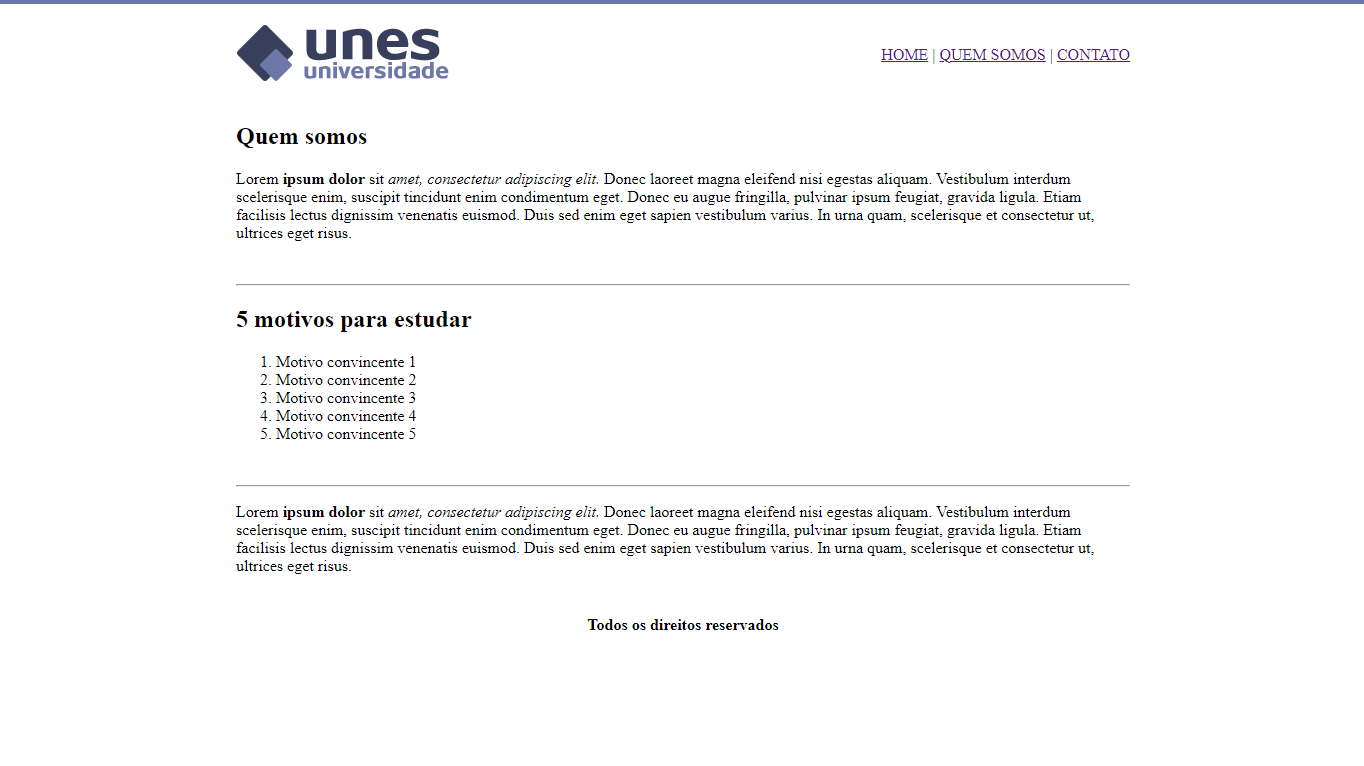 unes
universidade
HOME | QUEM SOMOS | CONTATO
Quem somos
Lorem ipsum dolor sit amet, consectetur adipiscing elit. Donec laoreet magna eleifend nisi egestas aliquam. Vestibulum interdum
scelerisque enim, suscipit tincidunt enim condimentum eget. Donec eu augue fringilla, pulvinar ipsum feugiat, gravida ligula. Etiam
facilisis lectus dignissim venenatis euismod. Duis sed enim eget sapien vestibulum varius. In urna quam, scelerisque et consectetur ut,
ultrices eget risus.
5 motivos para estudar
1. Motivo convincente 1
2. Motivo convincente 2
3. Motivo convincente 3
4. Motivo convincente 4
5. Motivo convincente 5
Lorem ipsum dolor sit amet, consectetur adipiscing elit. Donec laoreet magna eleifend nisi egestas aliquam. Vestibulum interdum
scelerisque enim, suscipit tincidunt enim condimentum eget. Donec eu augue fringilla, pulvinar ipsum feugiat, gravida ligula. Etiam
facilisis lectus dignissim venenatis euismod. Duis sed enim eget sapien vestibulum varius. In urna quam, scelerisque et consectetur ut,
ultrices eget risus.
Todos os direitos reservados